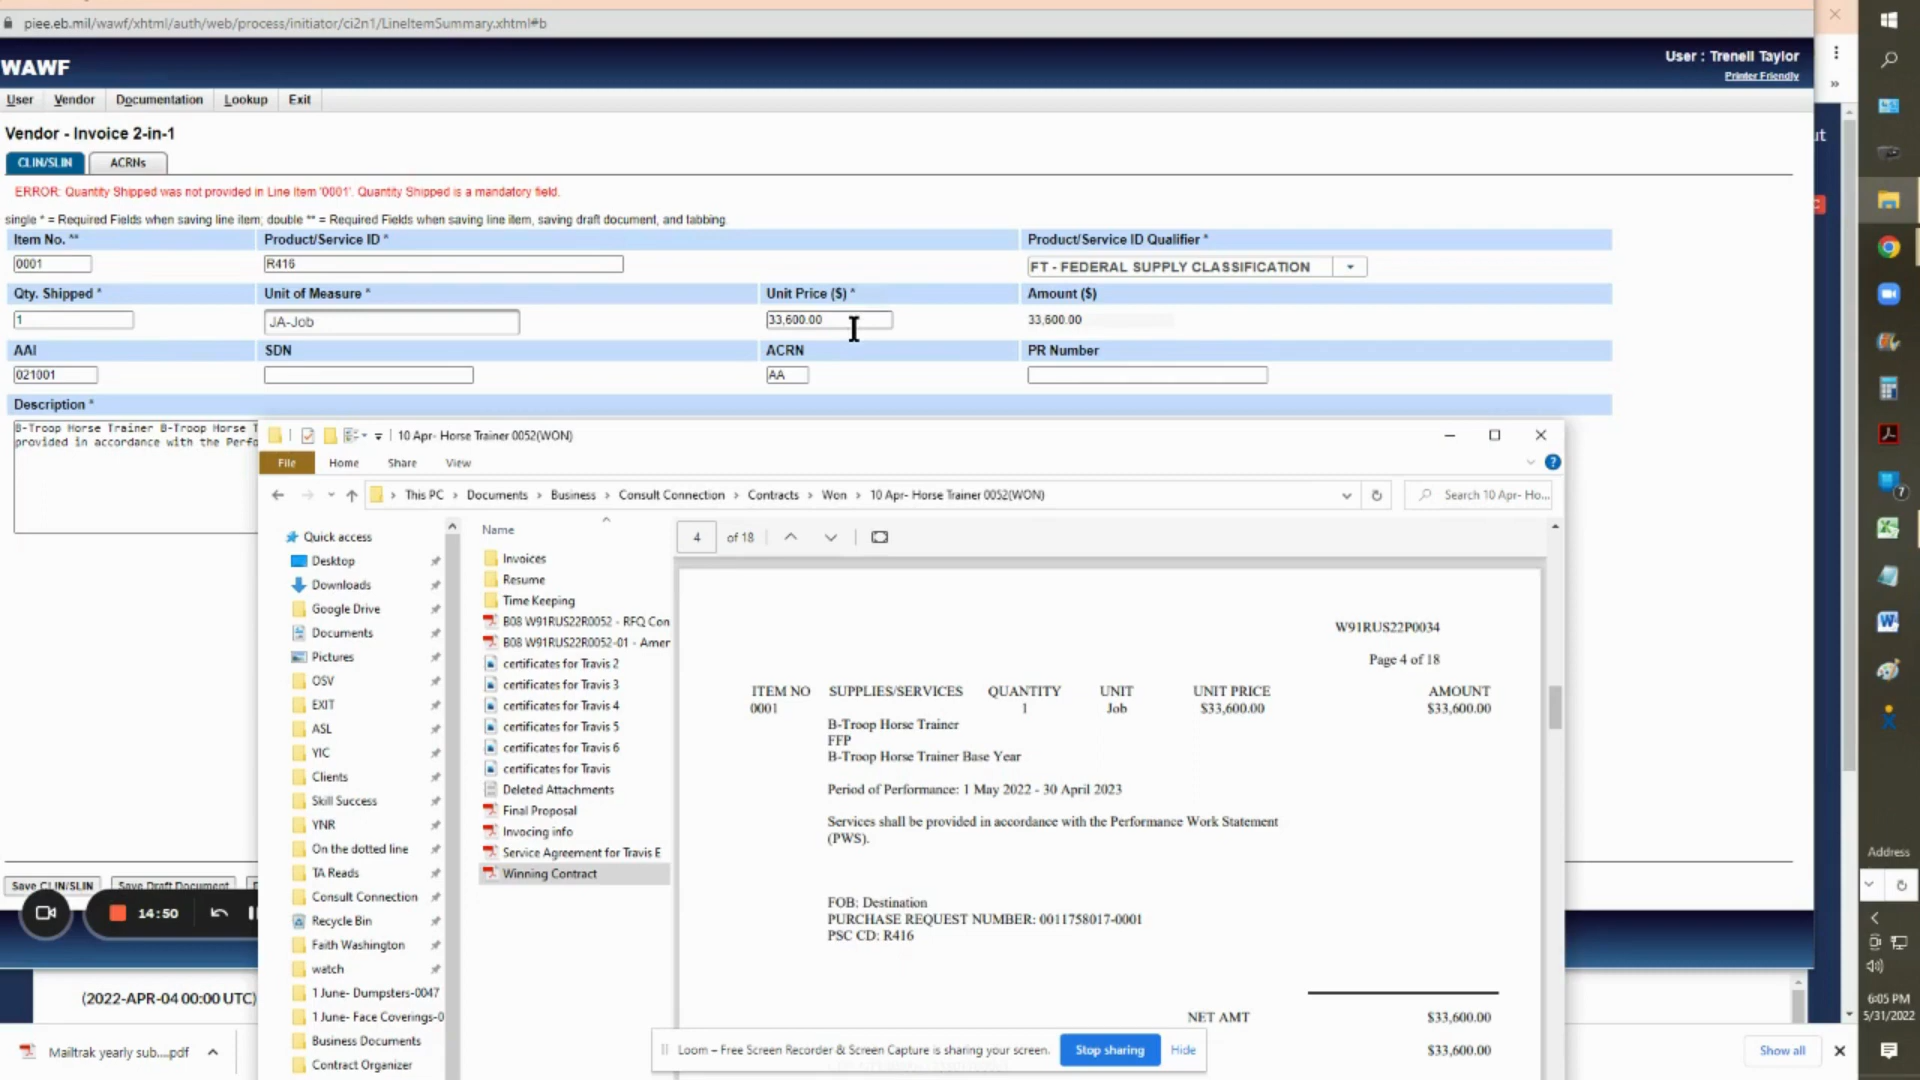 piee.eb.mil/wawf/xhtml/auth/web/process/initiator/ci2n1/LineItemSummary.xhtml#b
WAWF
User : Trenell Taylor
Printer Friendly
User Vendor Documentation Lookup Exit
Vendor - Invoice 2-in-1
CLIN/SLIN ACRNs
ERROR: Quantity Shipped was not provided in Line Item '0001'. Quantity Shipped is a mandatory field.
single * = Required Fields when saving line item; double ** = Required Fields when saving line item, saving draft document, and tabbing.
Item No. ** Product/Service ID * Product/Service ID Qualifier *
0001 R416 FT - FEDERAL SUPPLY CLASSIFICATION
Qty. Shipped * Unit of Measure * Unit Price ($) * Amount ($)
1 JA-Job 33,600.00 33,600.00
AAI SDN ACRN PR Number
021001 AA
Description *
B-Troop Horse Trainer B-Troop Horse T
provided in accordance with the Perfo
10 Apr- Horse Trainer 0052(WON)
File Home Share View
This PC > Documents > Business > Consult Connection > Contracts > Won > 10 Apr- Horse Trainer 0052(WON)
Search 10 Apr- Ho...
Quick access
Desktop
Downloads
Google Drive
Documents
Pictures
OSV
EXIT
ASL
YIC
Clients
Skill Success
YNR
On the dotted line
TA Reads
Consult Connection
Recycle Bin
Faith Washington
watch
1 June- Dumpsters-0047
1 June- Face Coverings-0
Business Documents
Contract Organizer
Name
Invoices
Resume
Time Keeping
B08 W91RUS22R0052 - RFQ Con
B08 W91RUS22R0052-01 - Amer
certificates for Travis 2
certificates for Travis 3
certificates for Travis 4
certificates for Travis 5
certificates for Travis 6
certificates for Travis
Deleted Attachments
Final Proposal
Invocing info
Service Agreement for Travis E
Winning Contract
4 of 18
W91RUS22P0034
Page 4 of 18
ITEM NO SUPPLIES/SERVICES QUANTITY UNIT UNIT PRICE AMOUNT
0001 1 Job $33,600.00 $33,600.00
B-Troop Horse Trainer
FFP
B-Troop Horse Trainer Base Year
Period of Performance: 1 May 2022 - 30 April 2023
Services shall be provided in accordance with the Performance Work Statement
(PWS).
FOB: Destination
PURCHASE REQUEST NUMBER: 0011758017-0001
PSC CD: R416
NET AMT $33,600.00
$33,600.00
Save CLIN/SLIN Save Draft Document
14:50
(2022-APR-04 00:00 UTC)
Mailtrak yearly sub....pdf
Loom – Free Screen Recorder & Screen Capture is sharing your screen. Stop sharing Hide
Show all
ut
7
Address
6:05 PM
5/31/2022